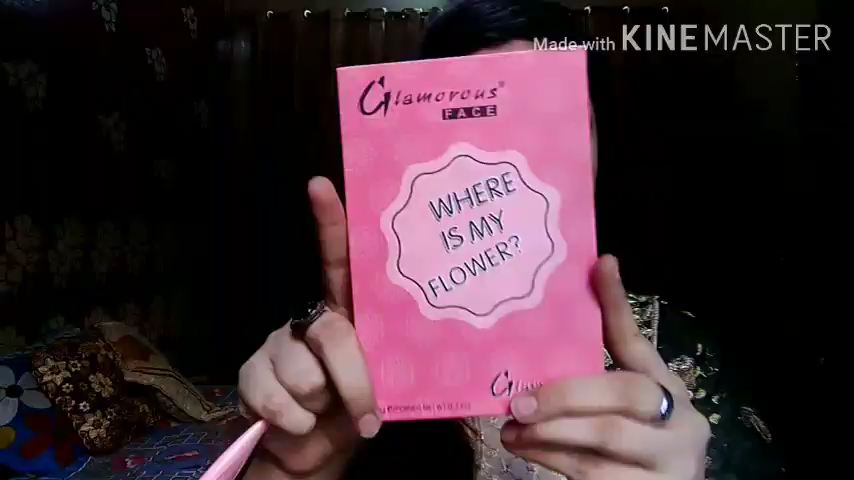 Made with KINEMASTER
Glamorous
FACE
WHERE
IS MY
FLOWER?